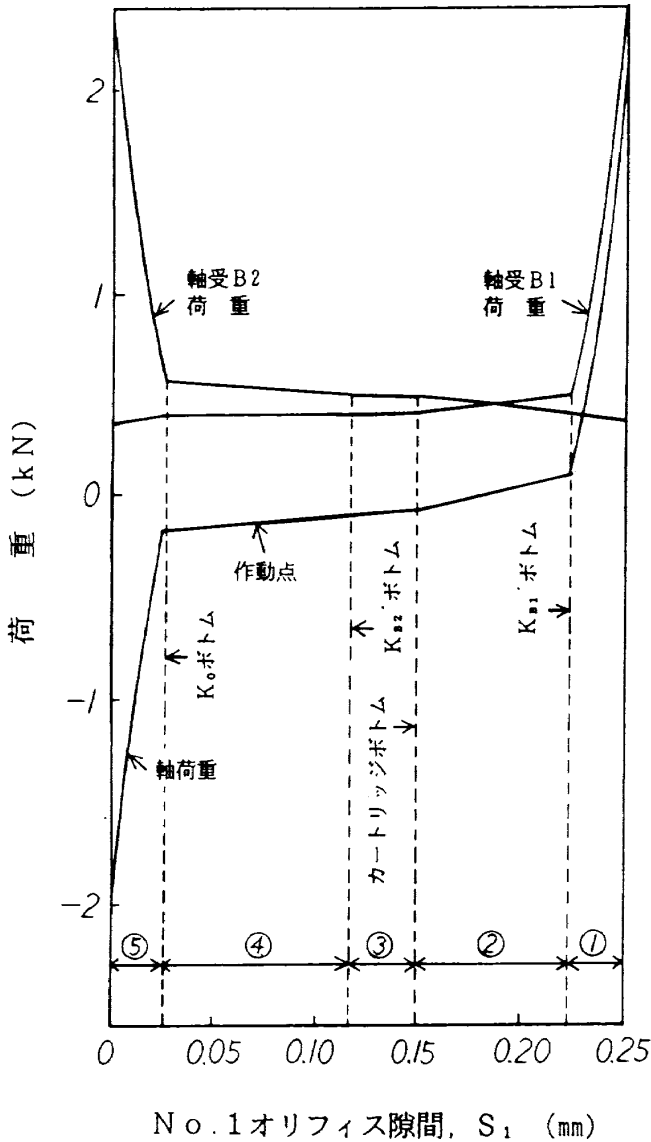 2
1
0
-1
-2
荷 重 (kN)
軸受B2
荷 重
軸受B1
荷 重
作動点
軸荷重
K₀ボトム
K_B2'ボトム
カートリッジボトム
K_B1'ボトム
⑤ ④ ③ ② ①
0 0.05 0.10 0.15 0.20 0.25
No.1オリフィス隙間, S₁ (mm)